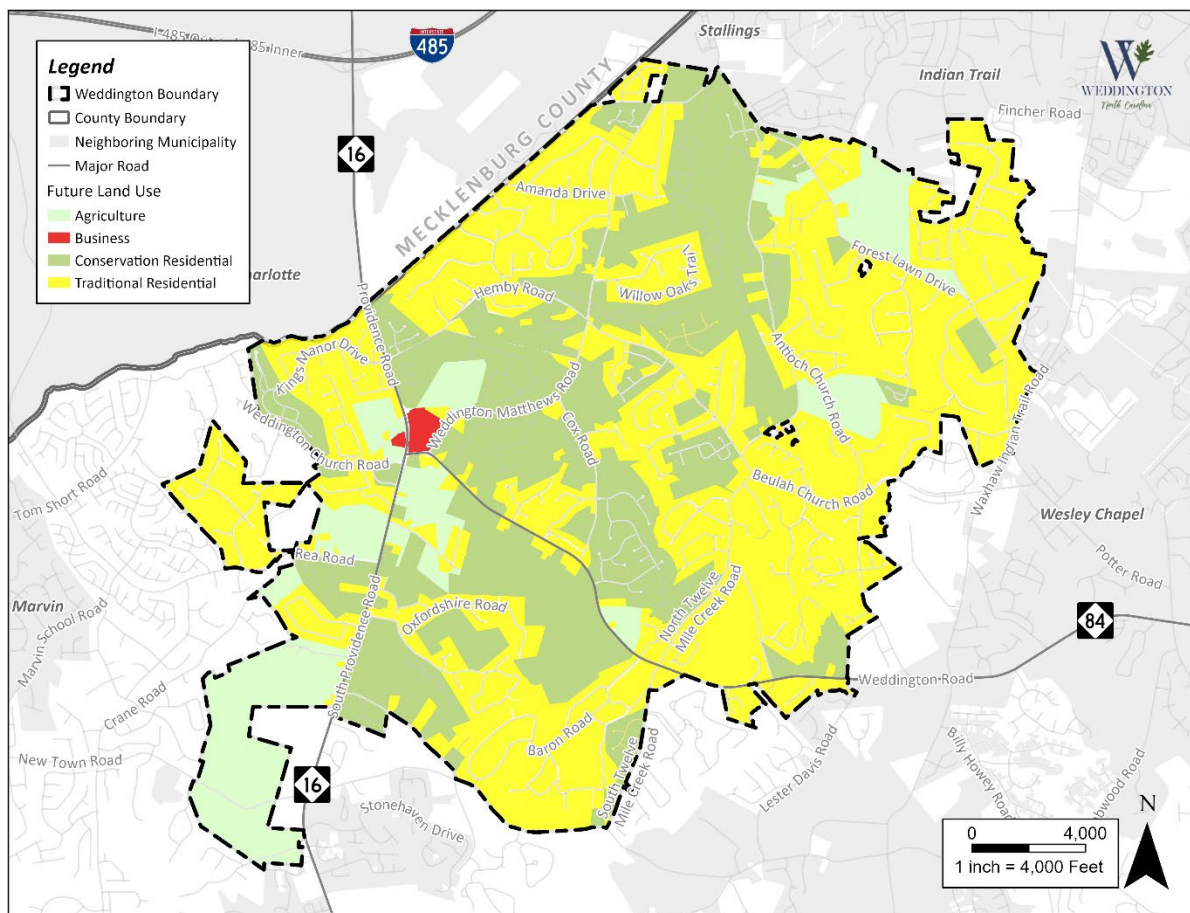 I 485 Inner
INTERSTATE
485
Stallings
Indian Trail
Fincher Road
W
WEDDINGTON
North Carolina
Legend
Weddington Boundary
County Boundary
Neighboring Municipality
Major Road
Future Land Use
Agriculture
Business
Conservation Residential
Traditional Residential
16
MECKLENBURG COUNTY
Amanda Drive
Forest Lawn Drive
Willow Oaks Trail
Hemby Road
Providence Road
Kings Manor Drive
Weddington Matthews Road
Antioch Church Road
Cox Road
Weddington Church Road
Waxhaw Indian Trail Road
Beulah Church Road
Tom Short Road
Wesley Chapel
Potter Road
Rea Road
Marvin
Marvin School Road
Oxfordshire Road
North Twelve
Mile Creek Road
84
South Providence Road
Weddington Road
Crane Road
New Town Road
Baron Road
South Twelve
Mile Creek Road
Lester Davis Road
Billy Howey Road
16
Stonehaven Drive
N
0 4,000
1 inch = 4,000 Feet